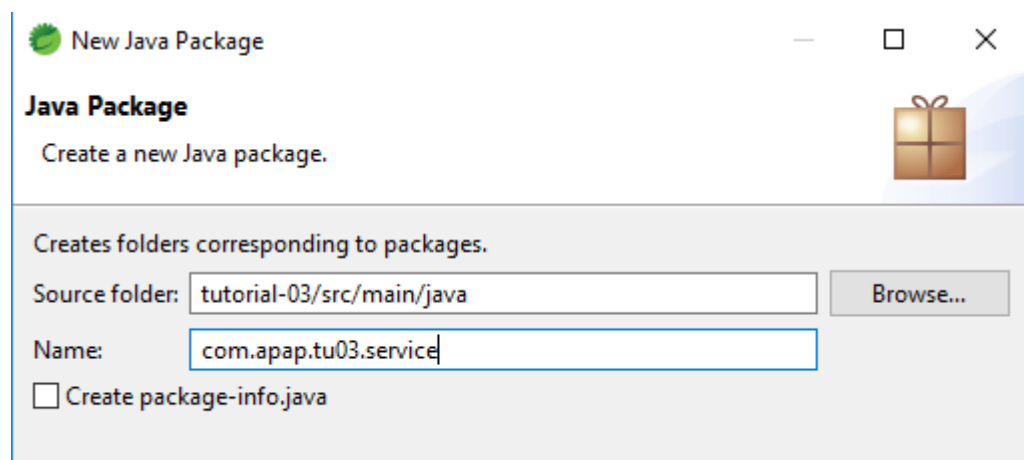 New Java Package
Java Package
Create a new Java package.
Creates folders corresponding to packages.
Source folder: tutorial-03/src/main/java Browse...
Name: com.apap.tu03.service
Create package-info.java